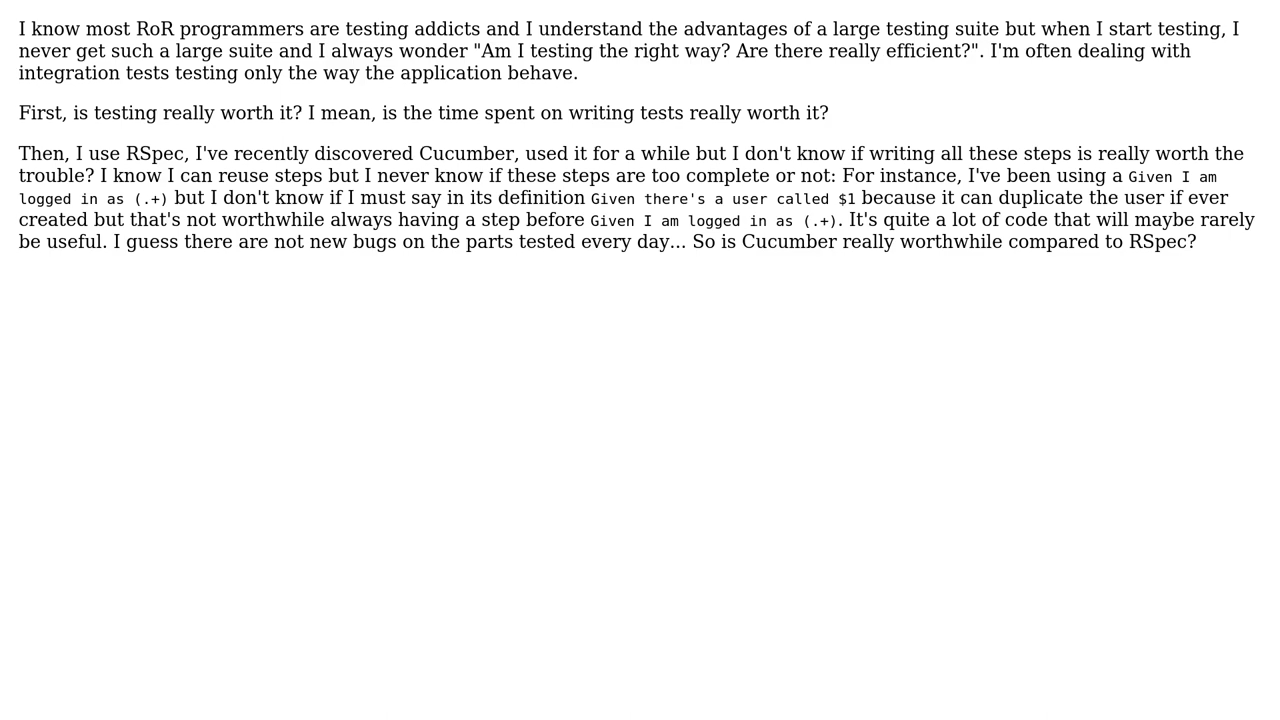 I know most RoR programmers are testing addicts and I understand the advantages of a large testing suite but when I start testing, I
never get such a large suite and I always wonder "Am I testing the right way? Are there really efficient?". I'm often dealing with
integration tests testing only the way the application behave.
First, is testing really worth it? I mean, is the time spent on writing tests really worth it?
Then, I use RSpec, I've recently discovered Cucumber, used it for a while but I don't know if writing all these steps is really worth the
trouble? I know I can reuse steps but I never know if these steps are too complete or not: For instance, I've been using a Given I am
logged in as (.+) but I don't know if I must say in its definition Given there's a user called $1 because it can duplicate the user if ever
created but that's not worthwhile always having a step before Given I am logged in as (.+). It's quite a lot of code that will maybe rarely
be useful. I guess there are not new bugs on the parts tested every day... So is Cucumber really worthwhile compared to RSpec?